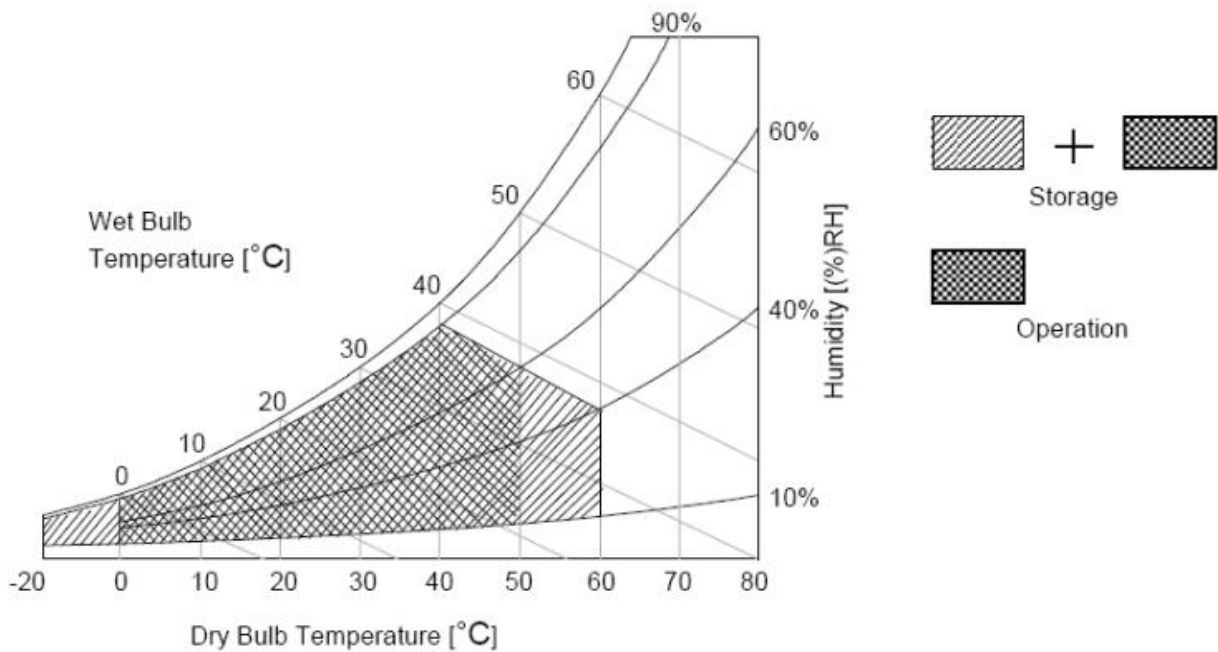 90%
60
60%
50
Wet Bulb
Temperature [°C]
40
40%
30
20
10
0
10%
Humidity [(%)RH]
-20 0 10 20 30 40 50 60 70 80
Dry Bulb Temperature [°C]
+
Storage
Operation